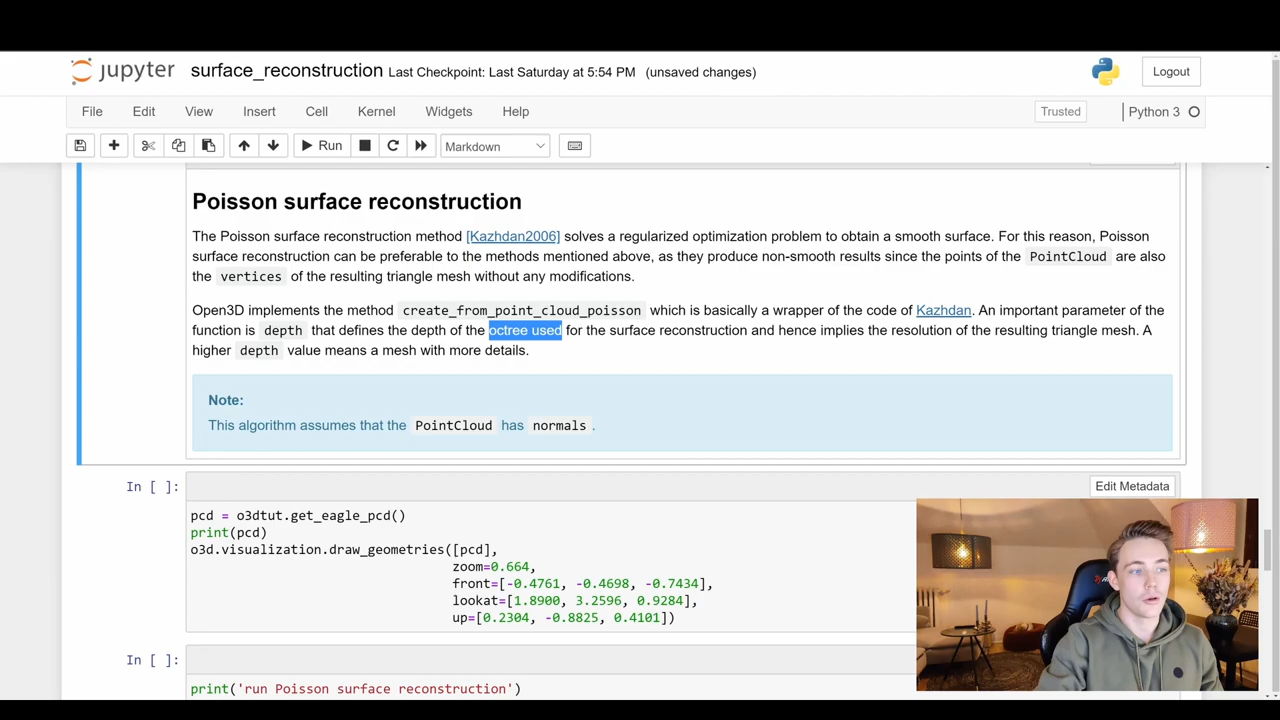 jupyter surface_reconstruction Last Checkpoint: Last Saturday at 5:54 PM (unsaved changes)
Logout
File Edit View Insert Cell Kernel Widgets Help
Trusted
Python 3
Run
Markdown
Poisson surface reconstruction
The Poisson surface reconstruction method [Kazhdan2006] solves a regularized optimization problem to obtain a smooth surface. For this reason, Poisson
surface reconstruction can be preferable to the methods mentioned above, as they produce non-smooth results since the points of the PointCloud are also
the vertices of the resulting triangle mesh without any modifications.
Open3D implements the method create_from_point_cloud_poisson which is basically a wrapper of the code of Kazhdan. An important parameter of the
function is depth that defines the depth of the octree used for the surface reconstruction and hence implies the resolution of the resulting triangle mesh. A
higher depth value means a mesh with more details.
Note:
This algorithm assumes that the PointCloud has normals .
In [ ]:
Edit Metadata
pcd = o3dtut.get_eagle_pcd()
print(pcd)
o3d.visualization.draw_geometries([pcd],
zoom=0.664,
front=[-0.4761, -0.4698, -0.7434],
lookat=[1.8900, 3.2596, 0.9284],
up=[0.2304, -0.8825, 0.4101])
In [ ]:
print('run Poisson surface reconstruction')